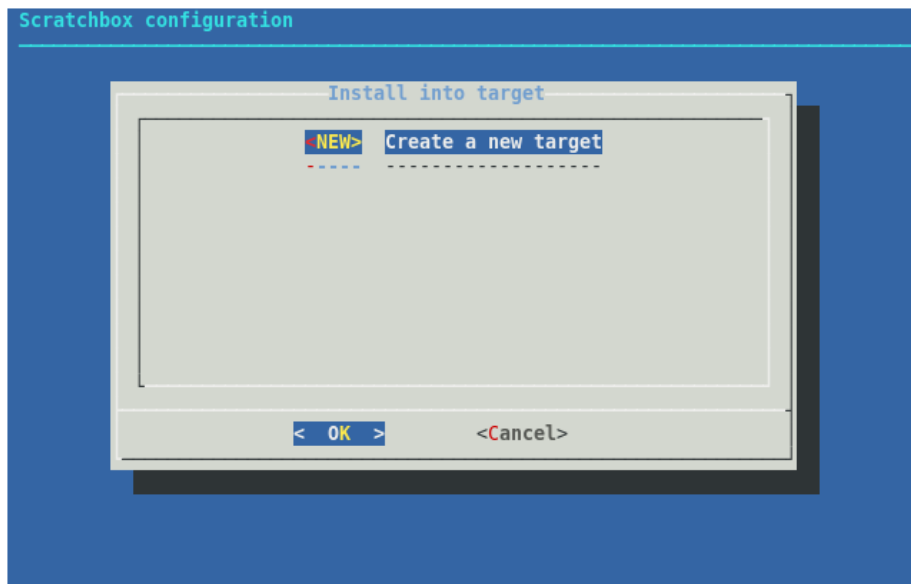 Scratchbox configuration
Install into target
<NEW> Create a new target
----- -------------------
< OK > <Cancel>